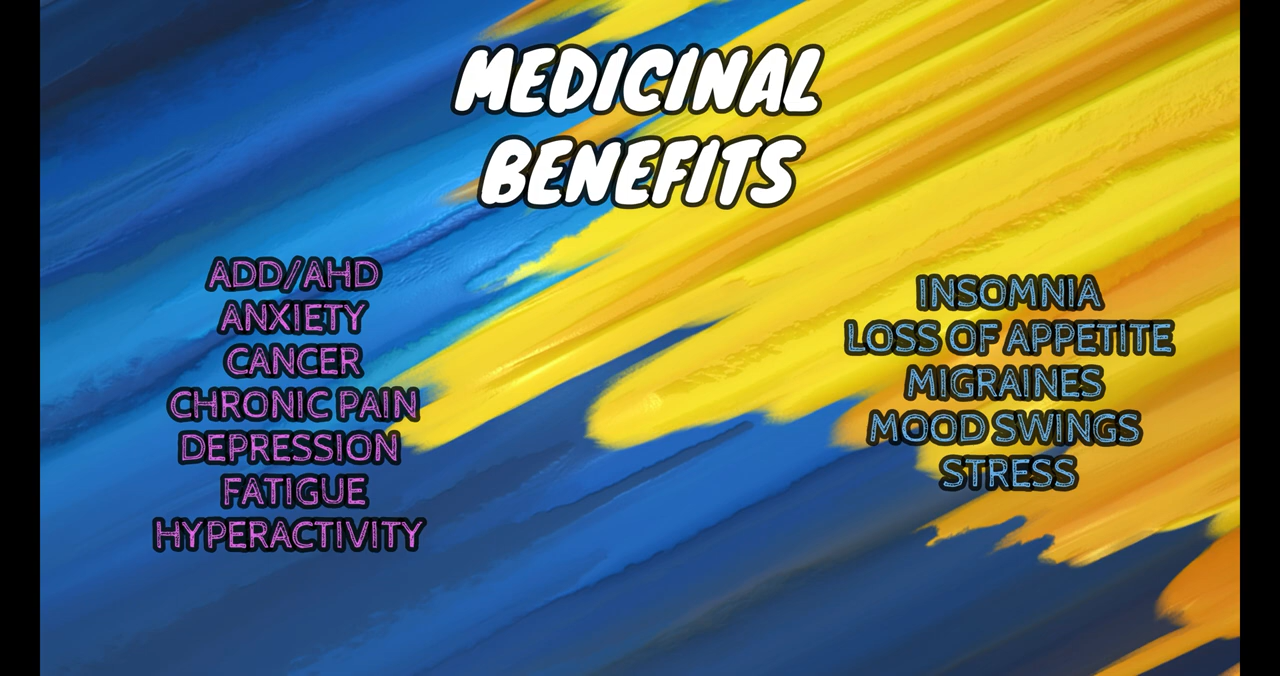 MEDICINAL
BENEFITS
ADD/AHD
ANXIETY
CANCER
CHRONIC PAIN
DEPRESSION
FATIGUE
HYPERACTIVITY
INSOMNIA
LOSS OF APPETITE
MIGRAINES
MOOD SWINGS
STRESS